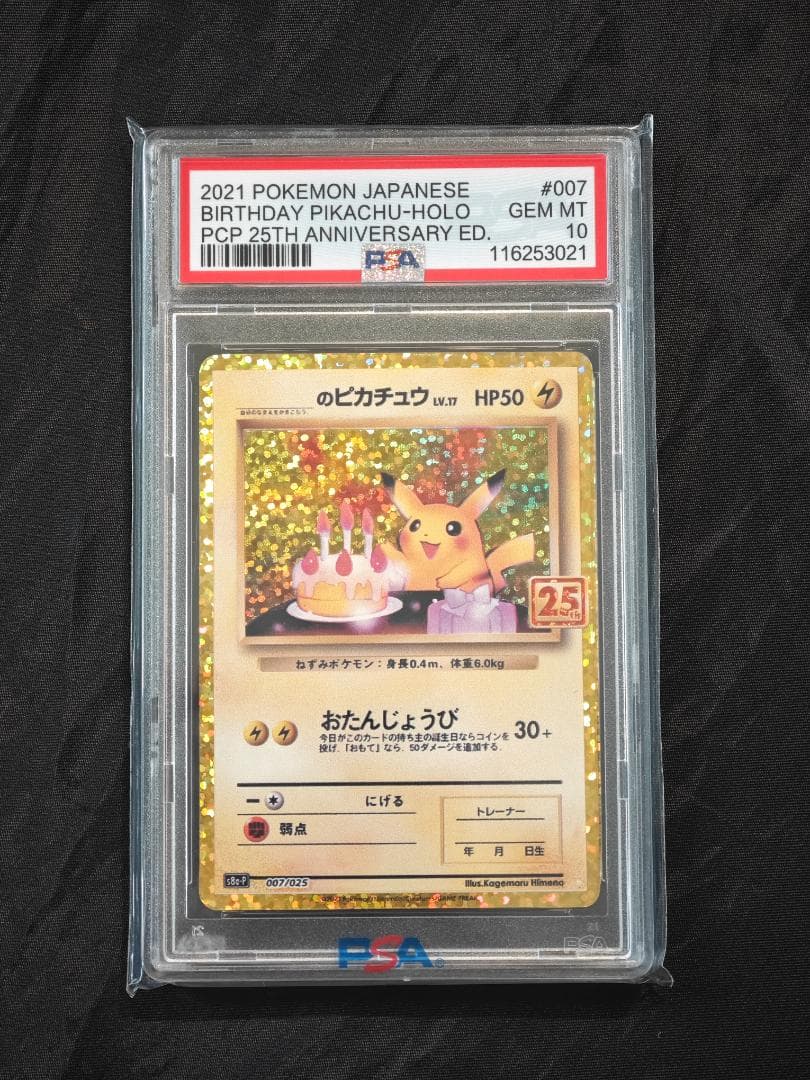 2021 POKEMON JAPANESE #007
BIRTHDAY PIKACHU-HOLO GEM MT
PCP 25TH ANNIVERSARY ED. 10
116253021
PSA
のピカチュウ LV.17 HP50
25th
ねずみポケモン：身長0.4m、体重6.0kg
おたんじょうび 30+
今日がこのカードの持ち主の誕生日ならコインを
投げ、「おもて」なら、50ダメージを追加する。
にげる
弱点
トレーナー
年 月 日生
s8a-P 007/025
Illus.Kagemaru Himeno
PSA
PSA